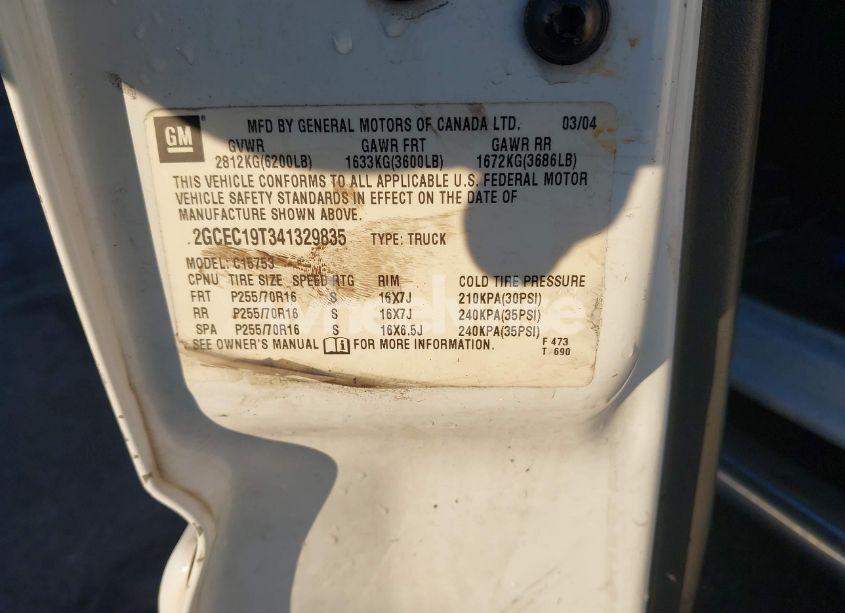 GM ®
MFD BY GENERAL MOTORS OF CANADA LTD. 03/04
GVWR GAWR FRT GAWR RR
2812KG(6200LB) 1633KG(3600LB) 1672KG(3686LB)
THIS VEHICLE CONFORMS TO ALL APPLICABLE U.S. FEDERAL MOTOR
VEHICLE SAFETY STANDARDS IN EFFECT ON THE DATE OF
MANUFACTURE SHOWN ABOVE.
2GCEC19T341329835 TYPE: TRUCK
MODEL: C15753
CPNU TIRE SIZE SPEED RTG RIM COLD TIRE PRESSURE
FRT P255/70R16 S 16X7J 210KPA(30PSI)
RR P255/70R16 S 16X7J 240KPA(35PSI)
SPA P255/70R16 S 16X6.5J 240KPA(35PSI)
SEE OWNER'S MANUAL FOR MORE INFORMATION.
F 473
T 690